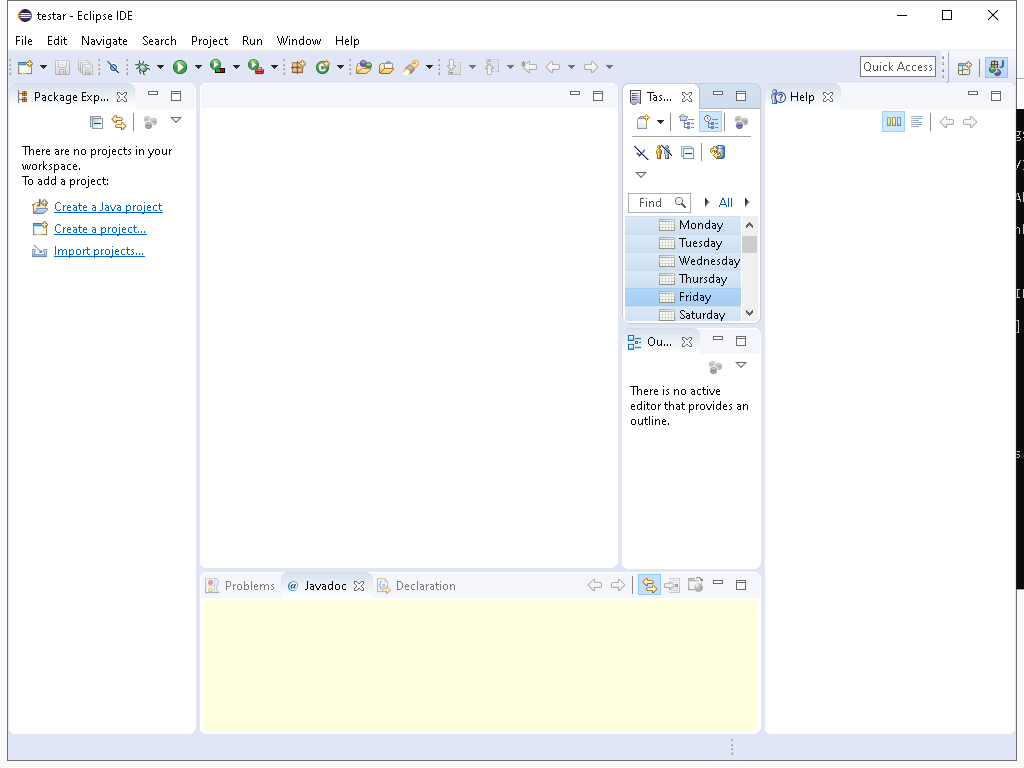 testar - Eclipse IDE
File Edit Navigate Search Project Run Window Help
Quick Access
Package Exp...
Tas...
Help
There are no projects in your
workspace.
To add a project:
Create a Java project
Create a project...
Import projects...
Find
All
Monday
Tuesday
Wednesday
Thursday
Friday
Saturday
Ou...
There is no active
editor that provides an
outline.
Problems
@ Javadoc
Declaration